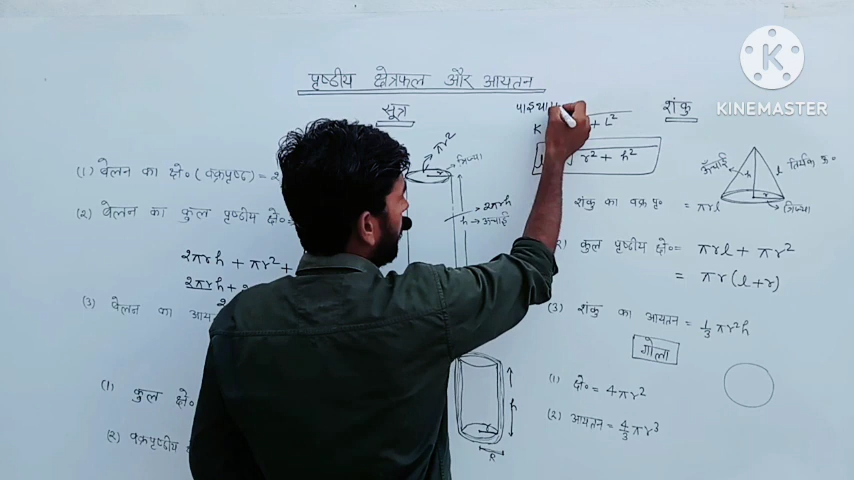 KINEMASTER
पृष्ठीय क्षेत्रफल और आयतन
सूत्र
शंकु
K
+ L²
r² + h²
πr²
त्रिज्या
2πrh
h → ऊँचाई
ऊँचाई
h
l
तिर्यक ऊ०
r
त्रिज्या
(1) बेलन का क्षे० (वक्रपृष्ठ) = 2
(2) बेलन का कुल पृष्ठीय क्षे० =
2πrh + πr² +
2πrh +
(3) बेलन का आय
(1) कुल क्षे०
(2) वक्रपृष्ठीय
h
r
R
शंकु का वक्र पृ० = πrl
कुल पृष्ठीय क्षे० = πrl + πr²
= πr(l+r)
(3) शंकु का आयतन = 1/3 πr²h
गोला
(1) क्षे० = 4πr²
(2) आयतन = 4/3 πr³